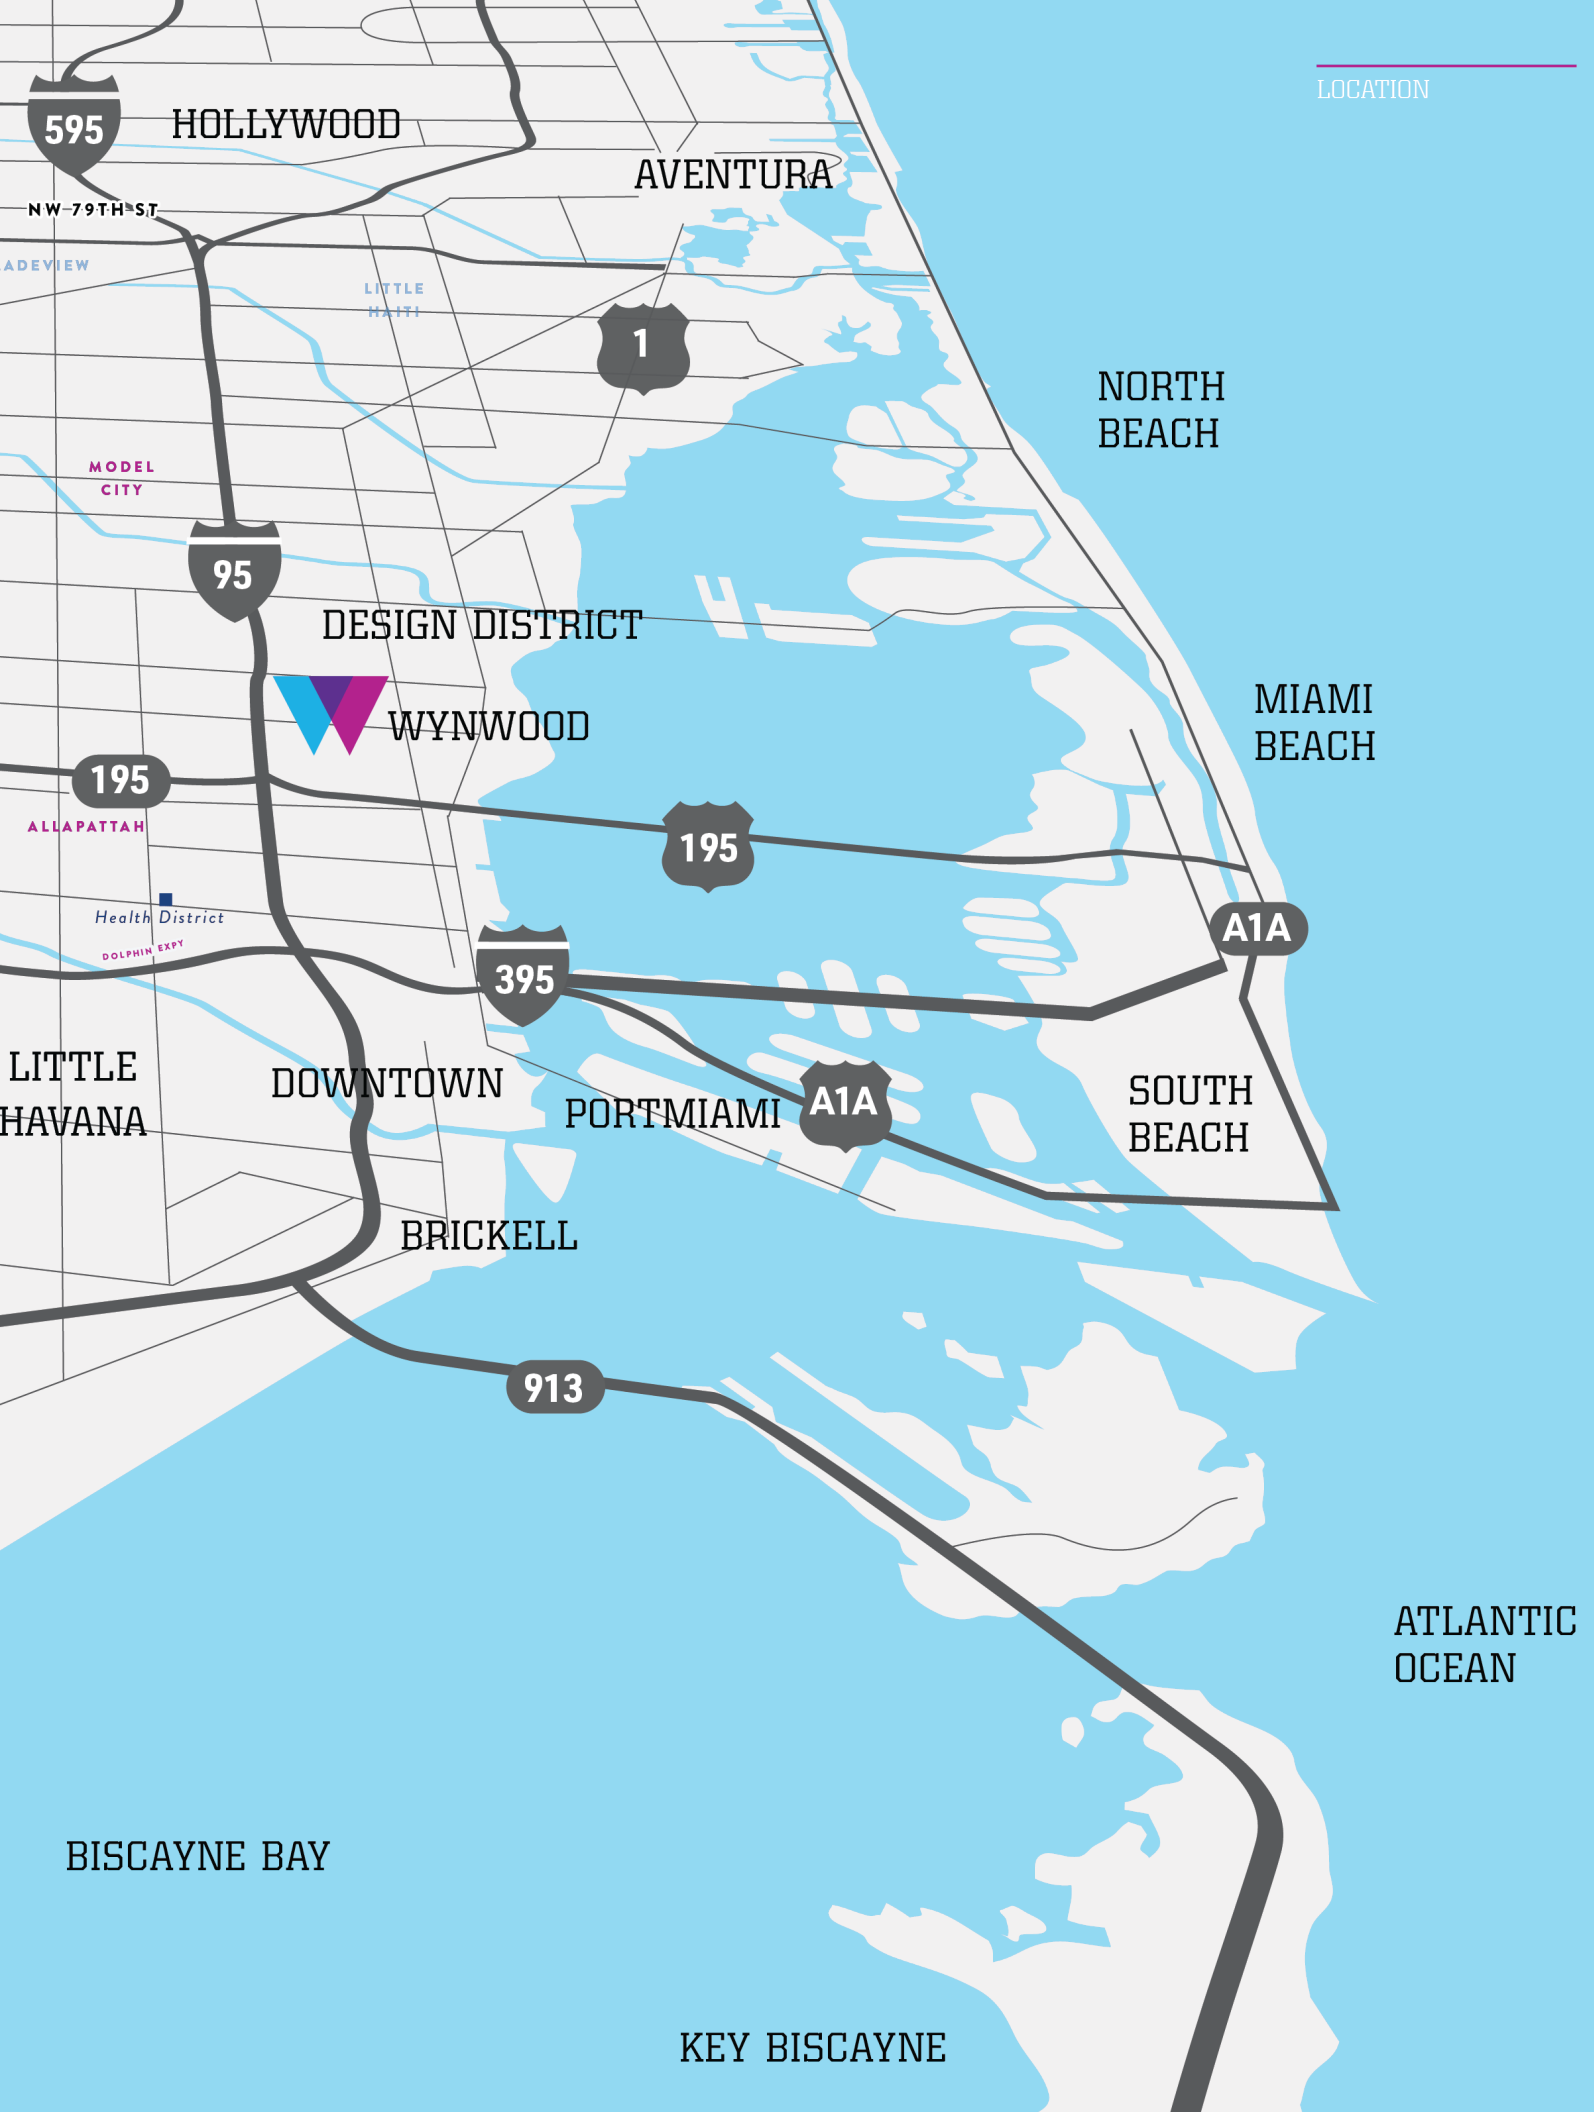 LOCATION
595
HOLLYWOOD
AVENTURA
NW 79TH ST
ADEVIEW
LITTLE
HAITI
1
NORTH
BEACH
MODEL
CITY
95
DESIGN DISTRICT
WYNWOOD
MIAMI
BEACH
195
195
ALLAPATTAH
Health District
DOLPHIN EXPY
A1A
395
LITTLE
HAVANA
DOWNTOWN
PORTMIAMI
A1A
SOUTH
BEACH
BRICKELL
913
ATLANTIC
OCEAN
BISCAYNE BAY
KEY BISCAYNE